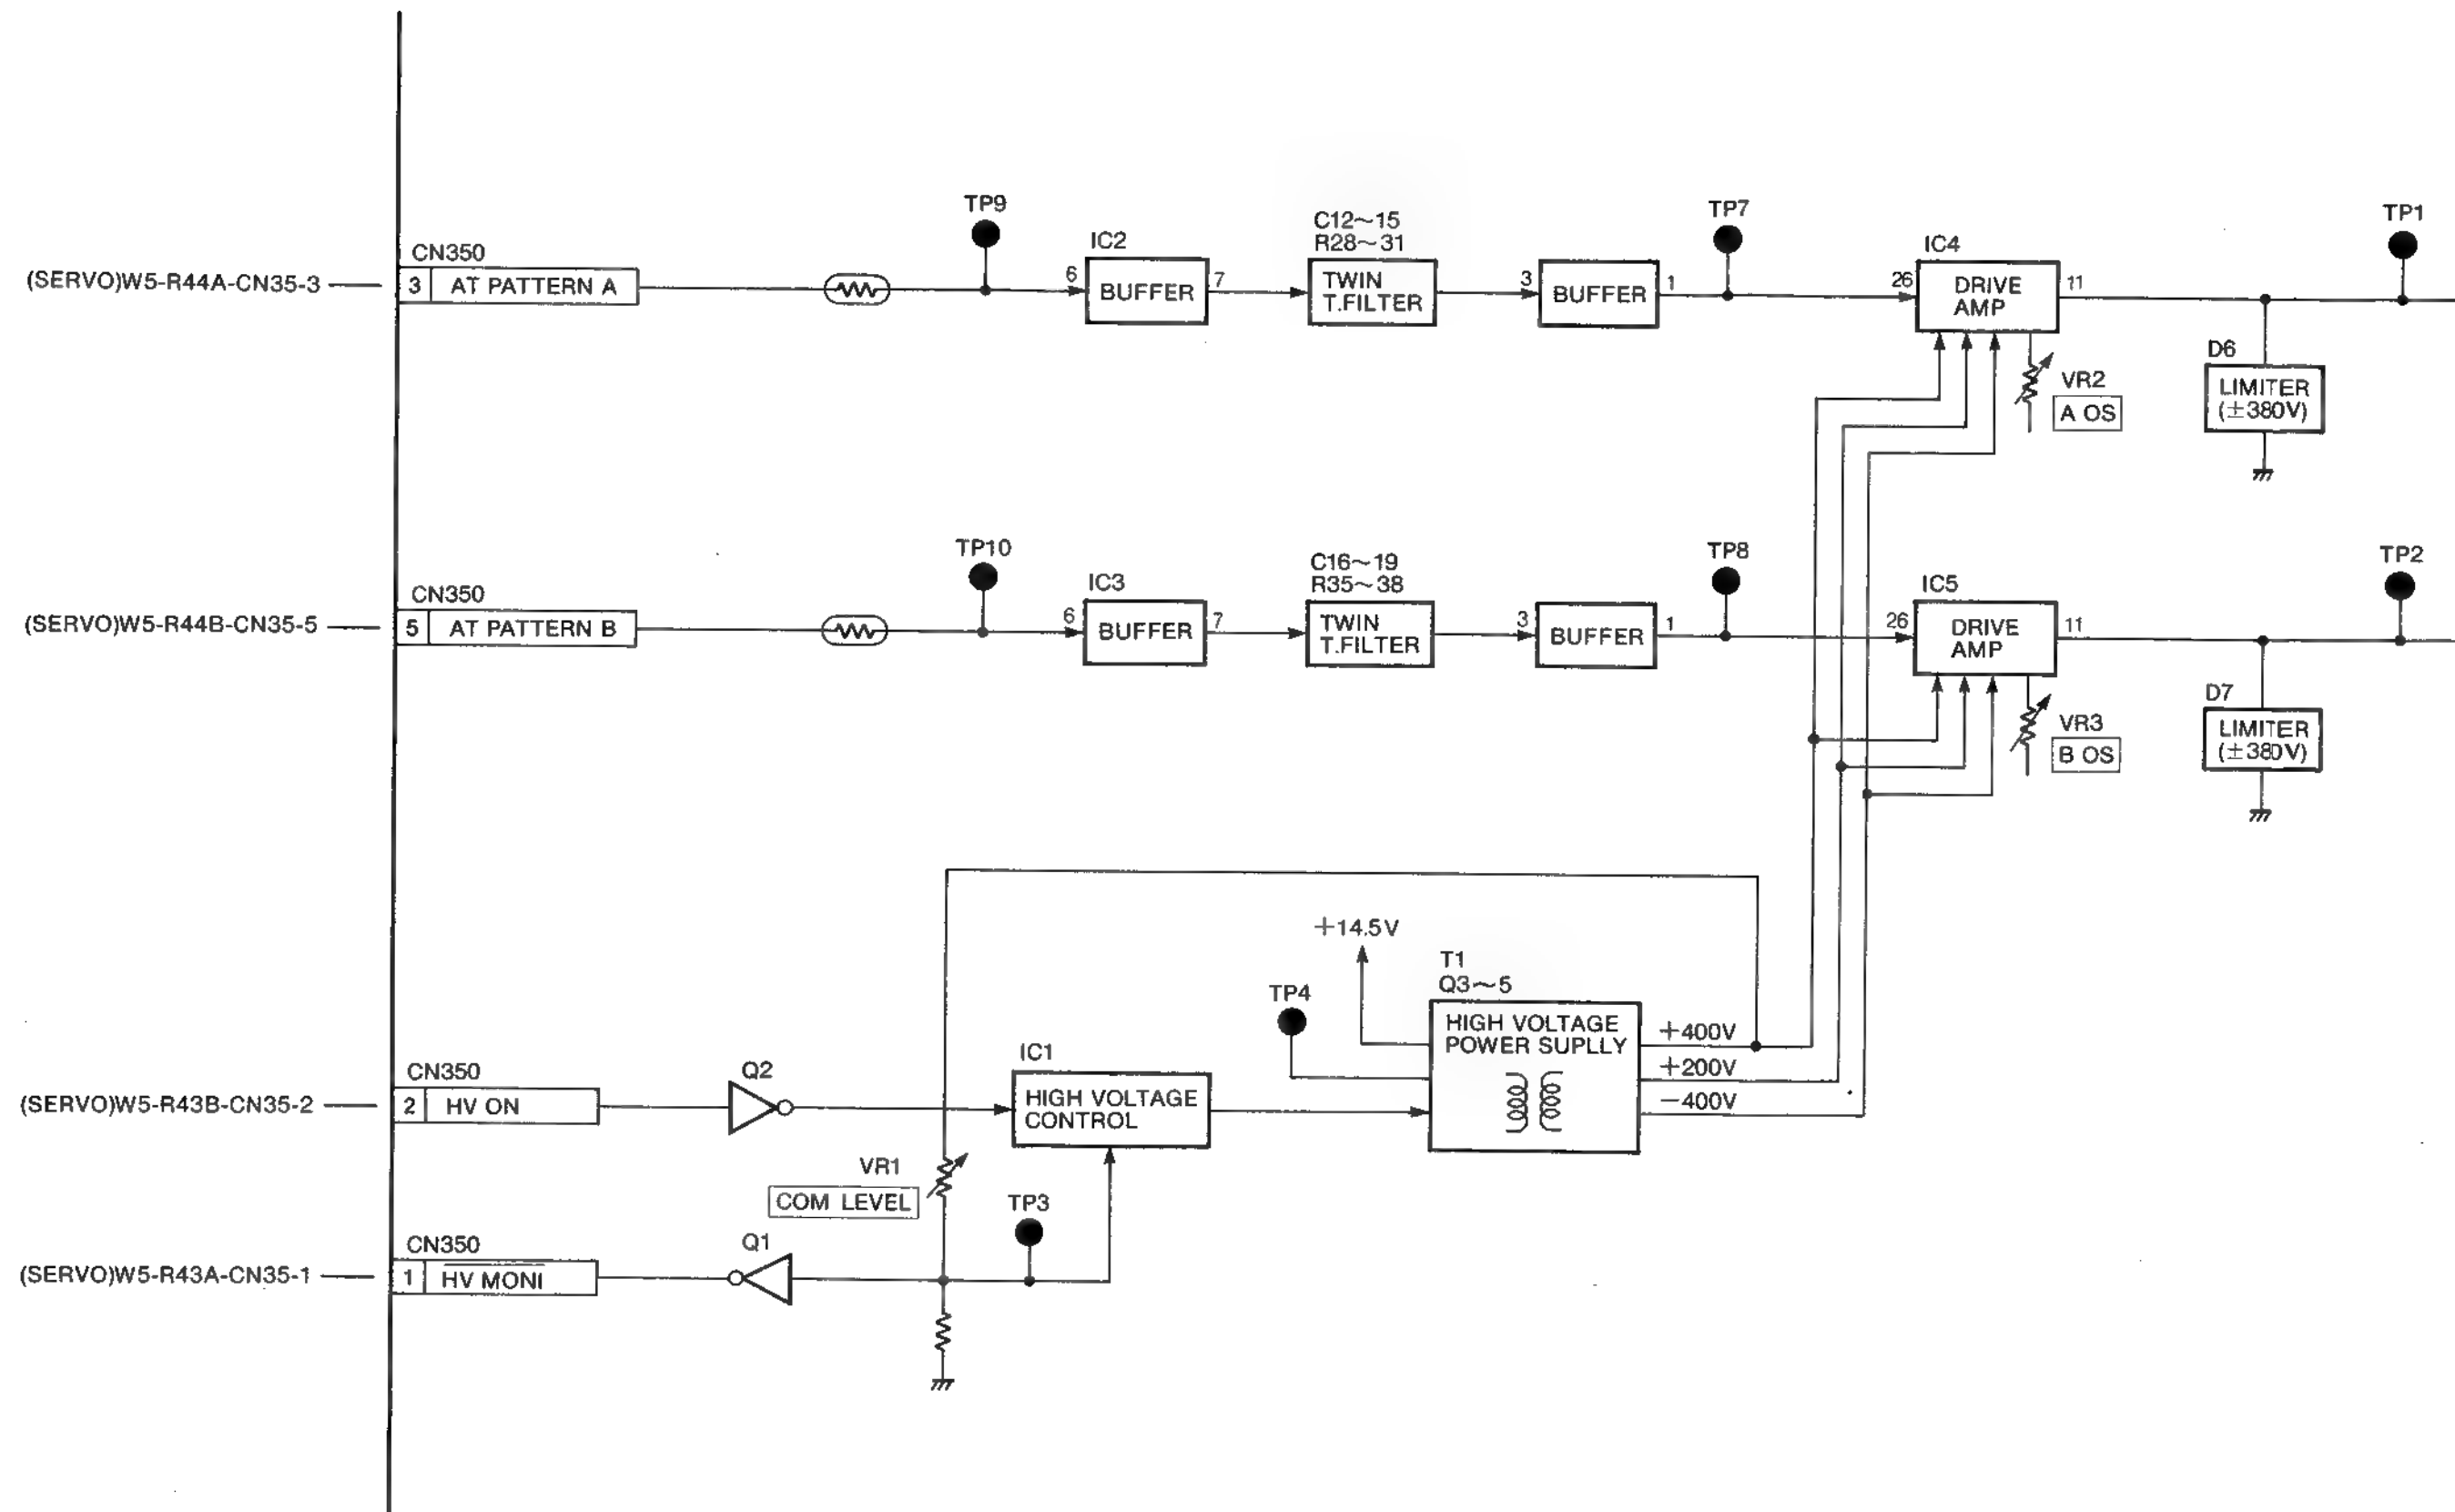 TP9
TP7
TP1
C12~15
R28~31
IC2
IC4
CN350
(SERVO)W5-R44A-CN35-3
3 AT PATTERN A
6
BUFFER
7
TWIN
T.FILTER
3
BUFFER
1
26
DRIVE
AMP
11
VR2
A OS
D6
LIMITER
(±380V)
TP10
TP8
TP2
C16~19
R35~38
IC3
IC5
CN350
(SERVO)W5-R44B-CN35-5
5 AT PATTERN B
6
BUFFER
7
TWIN
T.FILTER
3
BUFFER
1
26
DRIVE
AMP
11
VR3
B OS
D7
LIMITER
(±380V)
+14.5V
TP4
T1
Q3~5
HIGH VOLTAGE
POWER SUPLLY
+400V
+200V
−400V
CN350
(SERVO)W5-R43B-CN35-2
2 HV ON
Q2
IC1
HIGH VOLTAGE
CONTROL
VR1
COM LEVEL
TP3
CN350
(SERVO)W5-R43A-CN35-1
1 HV MONI
Q1